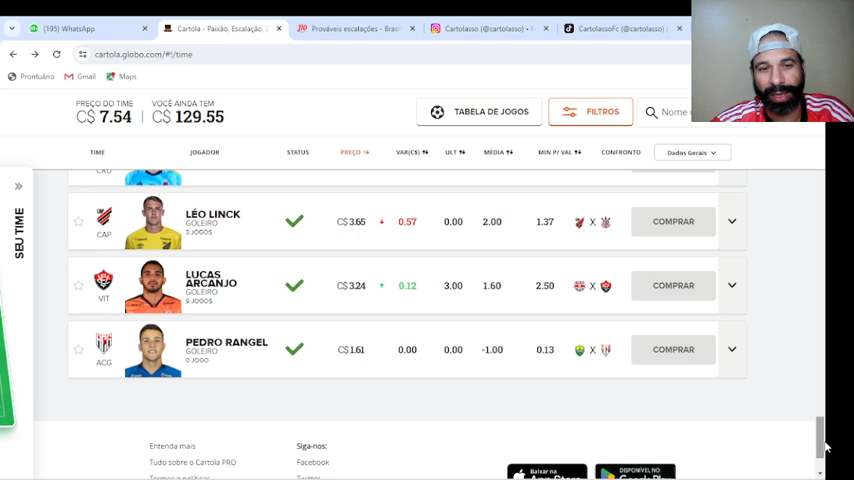 (195) WhatsApp
Cartola - Paixão, Escalação,
Prováveis escalações - Brasi
Cartolasso (@cartolasso) • F
CartolassoFc (@cartolasso) |
cartola.globo.com/#!/time
Prontuário
Gmail
Maps
PREÇO DO TIME
C$ 7.54
VOCÊ AINDA TEM
C$ 129.55
TABELA DE JOGOS
FILTROS
Nome
TIME JOGADOR STATUS PREÇO VAR(C$) ULT MÉDIA MIN P/ VAL CONFRONTO Dados Gerais
SEU TIME
CRU
LÉO LINCK
GOLEIRO
3 JOGOS
CAP
C$ 3.65 0.57 0.00 2.00 1.37 X COMPRAR
LUCAS
ARCANJO
GOLEIRO
9 JOGOS
VIT
C$ 3.24 0.12 3.00 1.60 2.50 X COMPRAR
PEDRO RANGEL
GOLEIRO
0 JOGO
ACG
C$ 1.61 0.00 0.00 -1.00 0.13 X COMPRAR
Entenda mais
Tudo sobre o Cartola PRO
Termos e políticas
Siga-nos:
Facebook
Twitter
Baixar na
App Store
DISPONÍVEL NO